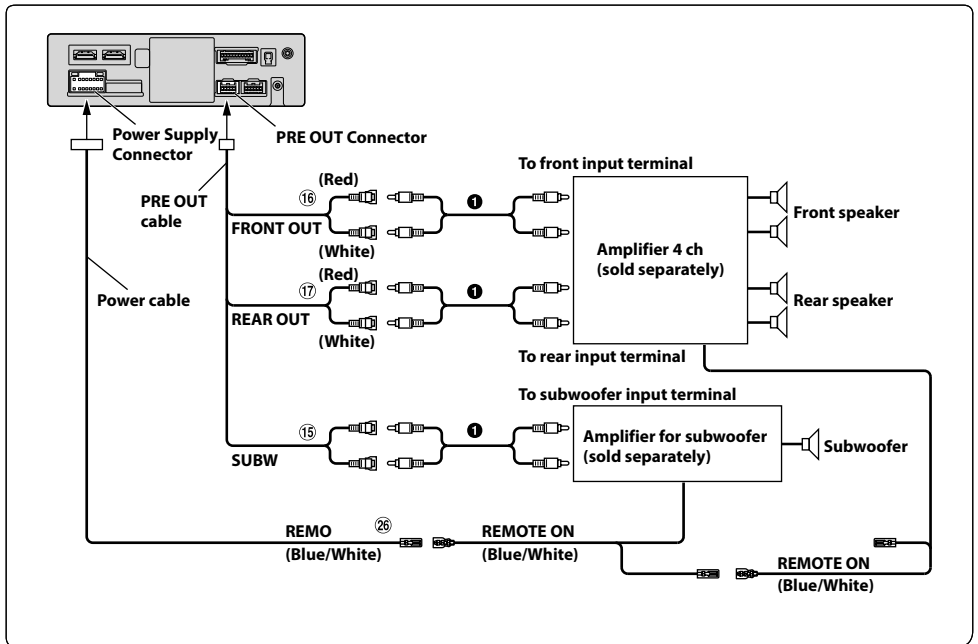 Power Supply
Connector
PRE OUT Connector
PRE OUT
cable
Power cable
To front input terminal
(Red)
⑯
❶
FRONT OUT
(White)
Amplifier 4 ch
(sold separately)
Front speaker
(Red)
⑰
❶
REAR OUT
(White)
Rear speaker
To rear input terminal
To subwoofer input terminal
⑮
❶
SUBW
Amplifier for subwoofer
(sold separately)
Subwoofer
REMO
㉖
(Blue/White)
REMOTE ON
(Blue/White)
REMOTE ON
(Blue/White)